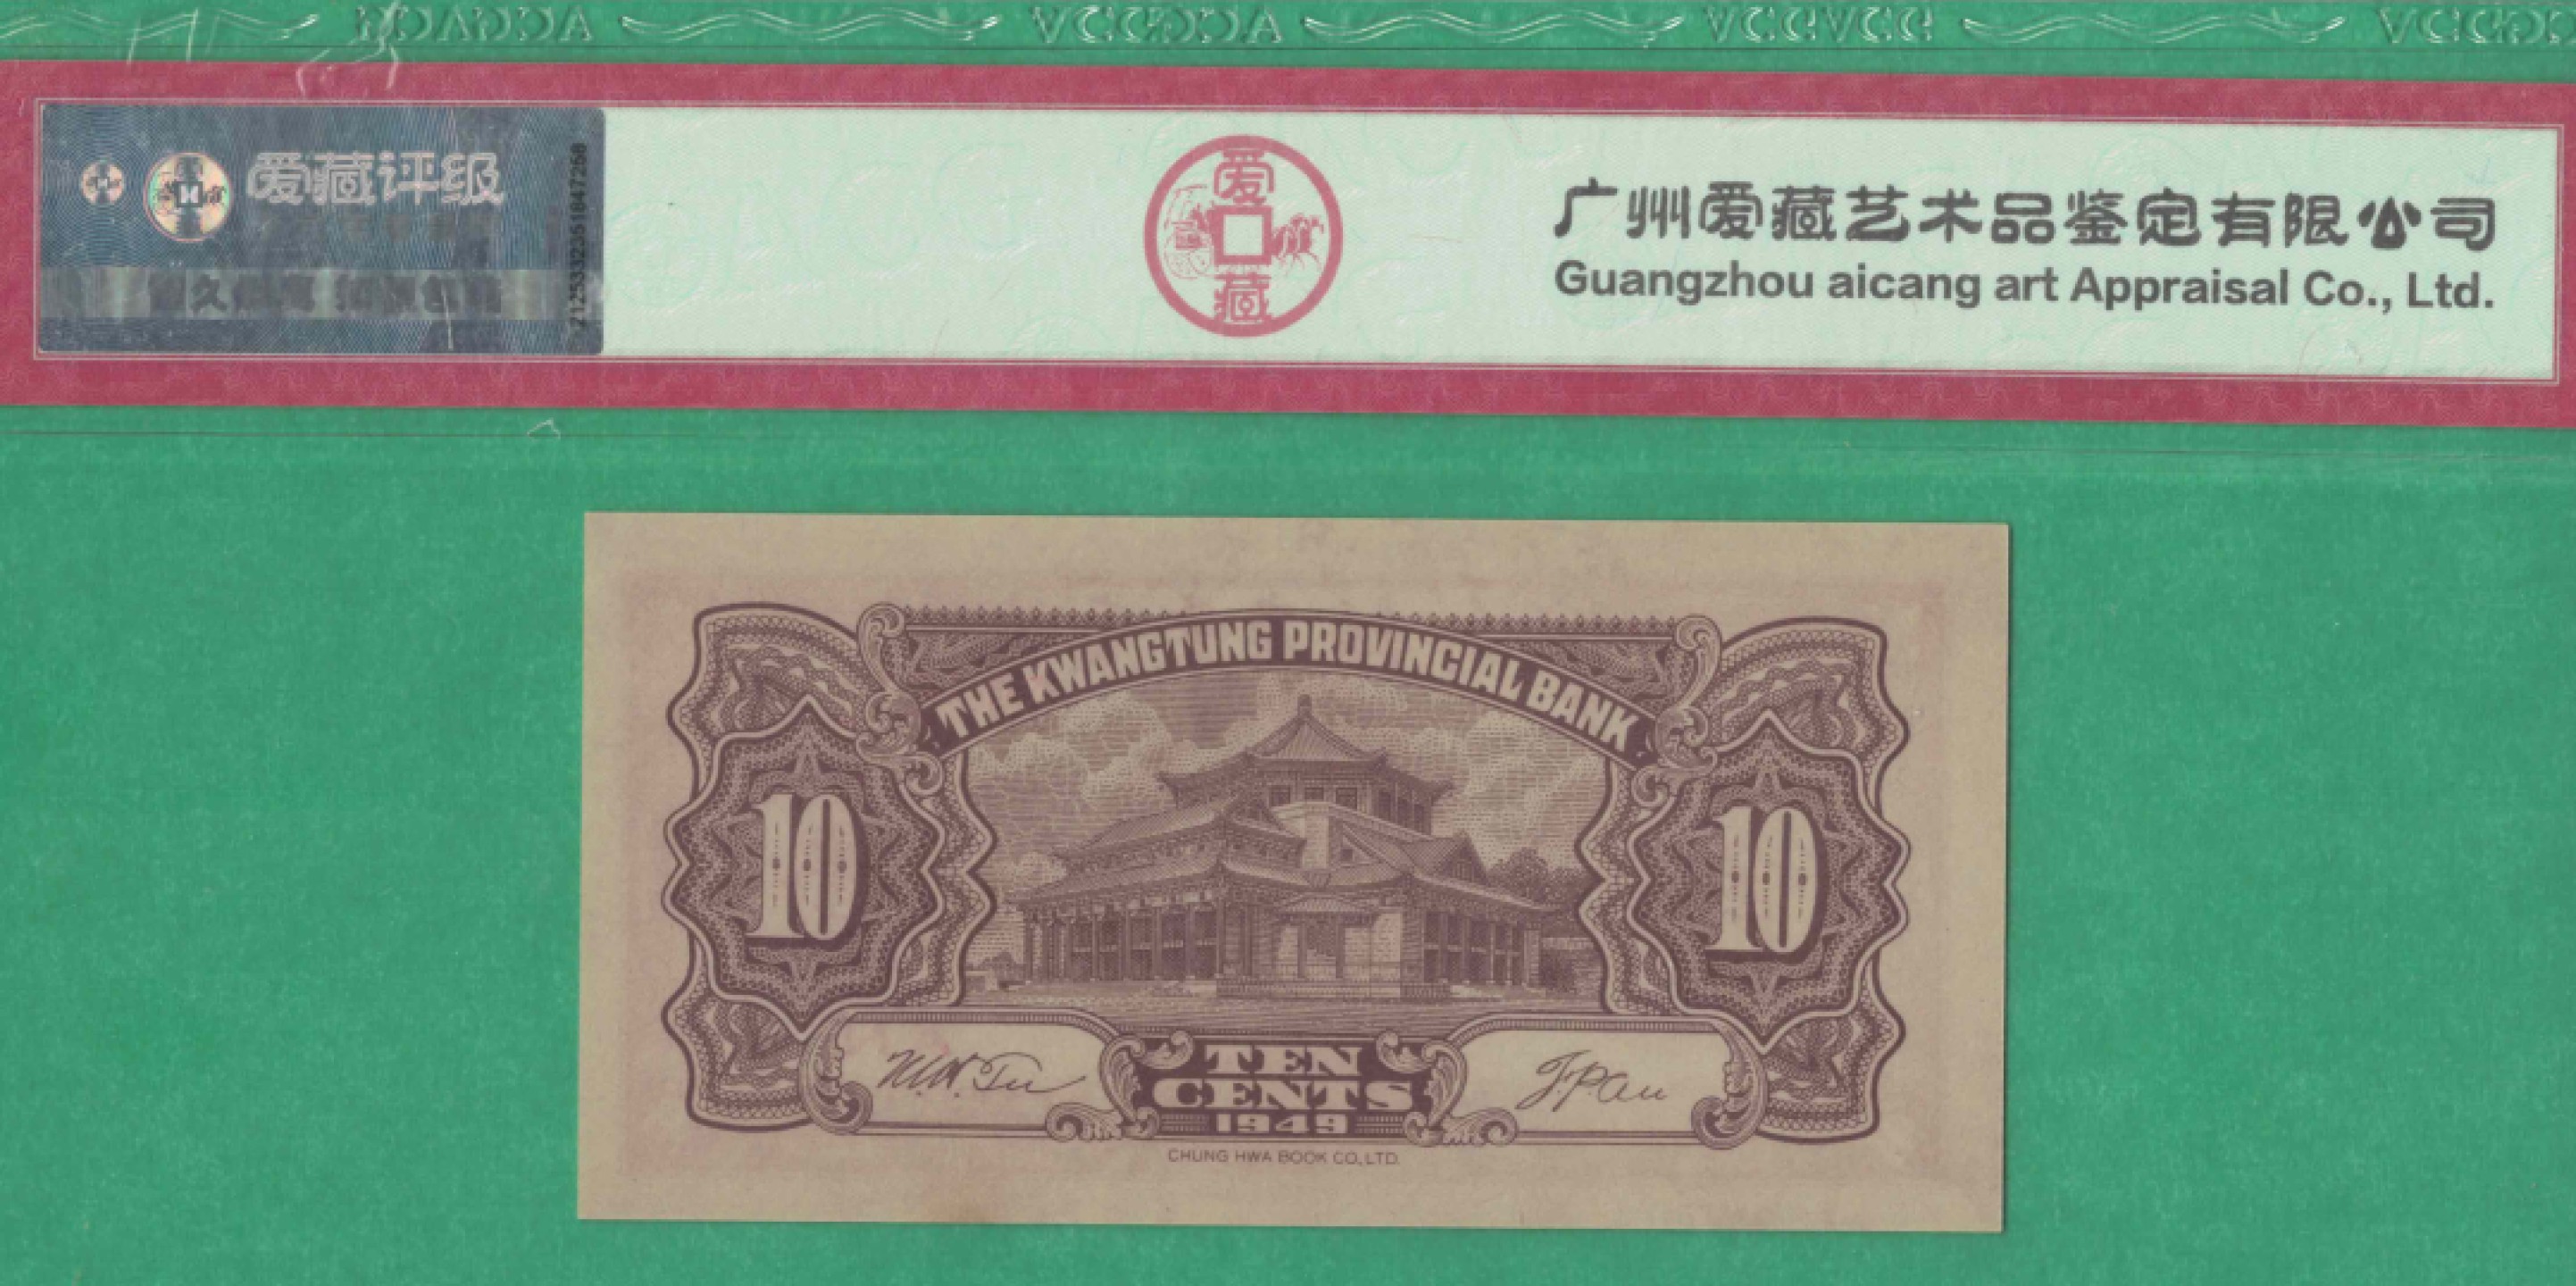 爱藏评级
2125332351847258
爱
藏
广州爱藏艺术品鉴定有限公司
Guangzhou aicang art Appraisal Co., Ltd.
THE KWANGTUNG PROVINCIAL BANK
10
10
TEN
CENTS
1949
CHUNG HWA BOOK CO., LTD.